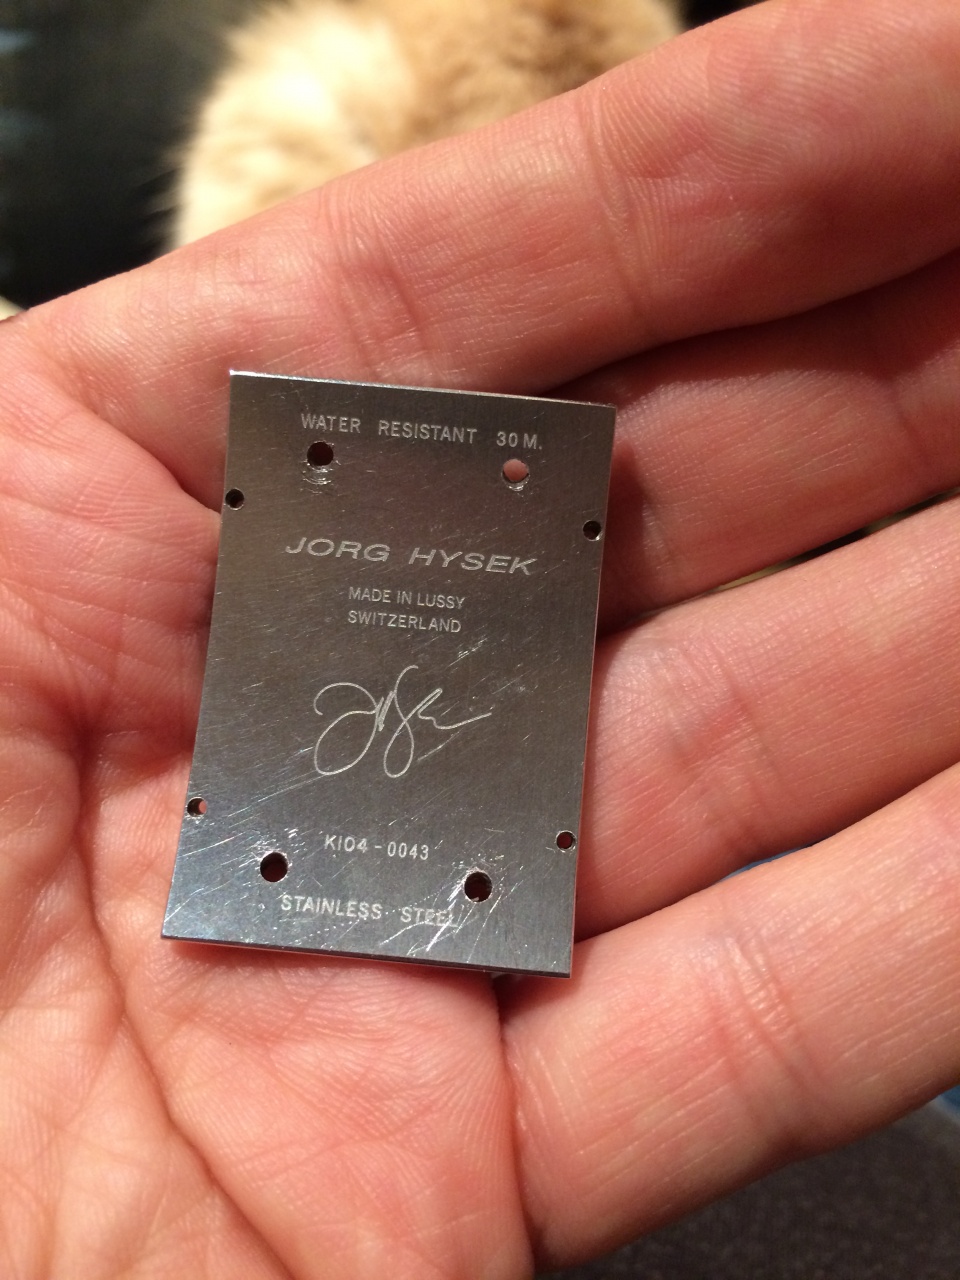 WATER RESISTANT 30 M.
JORG HYSEK
MADE IN LUSSY
SWITZERLAND
KI04-0043
STAINLESS STEEL